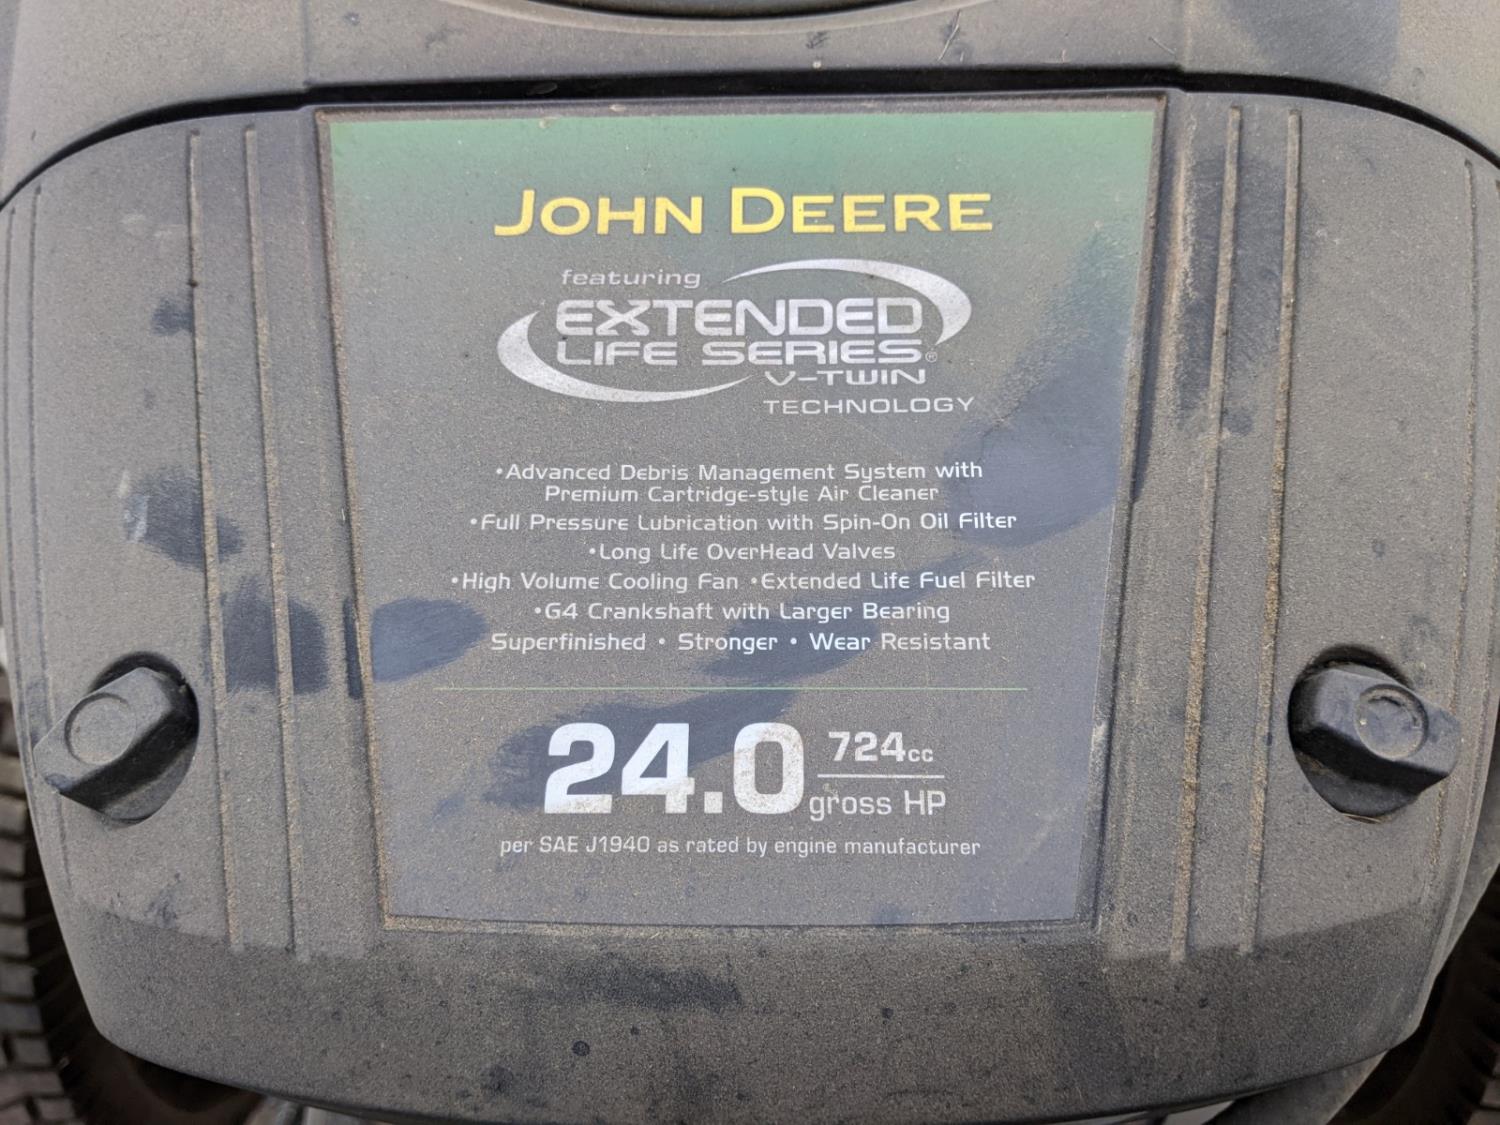 JOHN DEERE
featuring
EXTENDED
LIFE SERIES®
V-TWIN
TECHNOLOGY
•Advanced Debris Management System with
Premium Cartridge-style Air Cleaner
•Full Pressure Lubrication with Spin-On Oil Filter
•Long Life OverHead Valves
•High Volume Cooling Fan •Extended Life Fuel Filter
•G4 Crankshaft with Larger Bearing
Superfinished • Stronger • Wear Resistant
24.0 724cc
gross HP
per SAE J1940 as rated by engine manufacturer